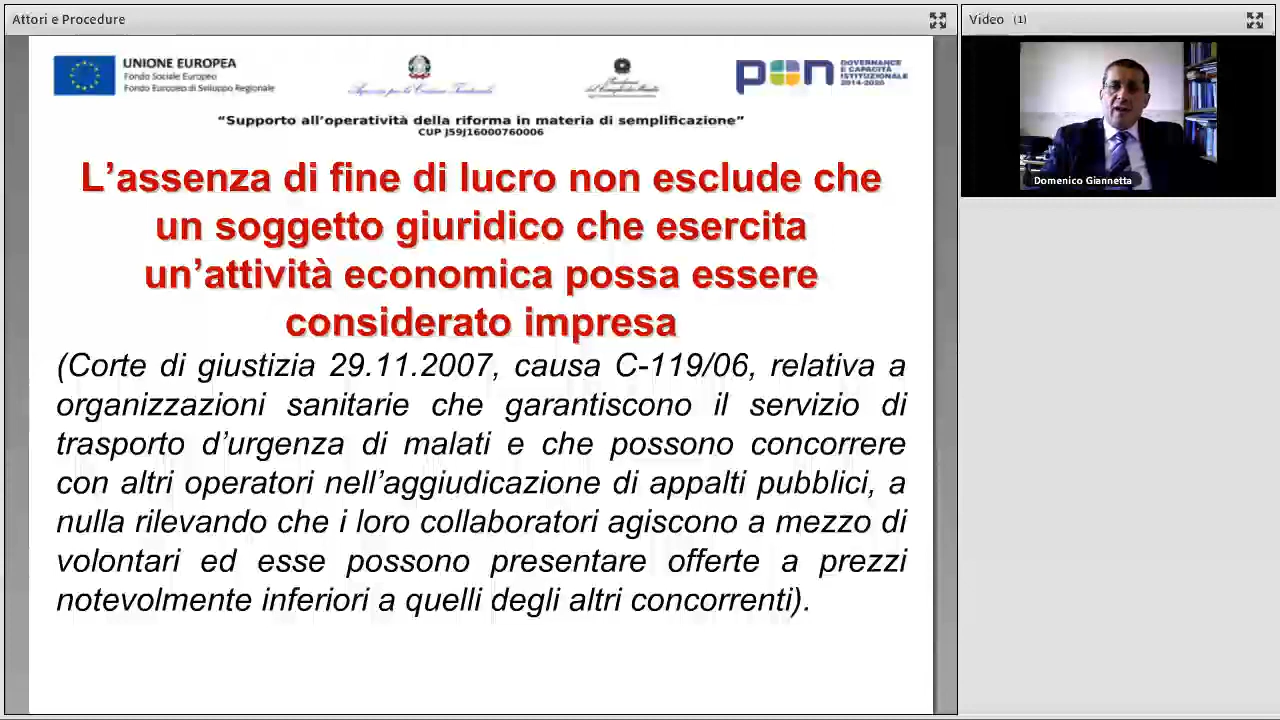 Attori e Procedure
Video (1)
UNIONE EUROPEA
Fondo Sociale Europeo
Fondo Europeo di Sviluppo Regionale
Agenzia per la Coesione Territoriale
pon
GOVERNANCE
E CAPACITÀ
ISTITUZIONALE
2014-2020
Domenico Giannetta
“Supporto all’operatività della riforma in materia di semplificazione”
CUP J59J16000760006
L’assenza di fine di lucro non esclude che
un soggetto giuridico che esercita
un’attività economica possa essere
considerato impresa
(Corte di giustizia 29.11.2007, causa C-119/06, relativa a
organizzazioni sanitarie che garantiscono il servizio di
trasporto d’urgenza di malati e che possono concorrere
con altri operatori nell’aggiudicazione di appalti pubblici, a
nulla rilevando che i loro collaboratori agiscono a mezzo di
volontari ed esse possono presentare offerte a prezzi
notevolmente inferiori a quelli degli altri concorrenti).